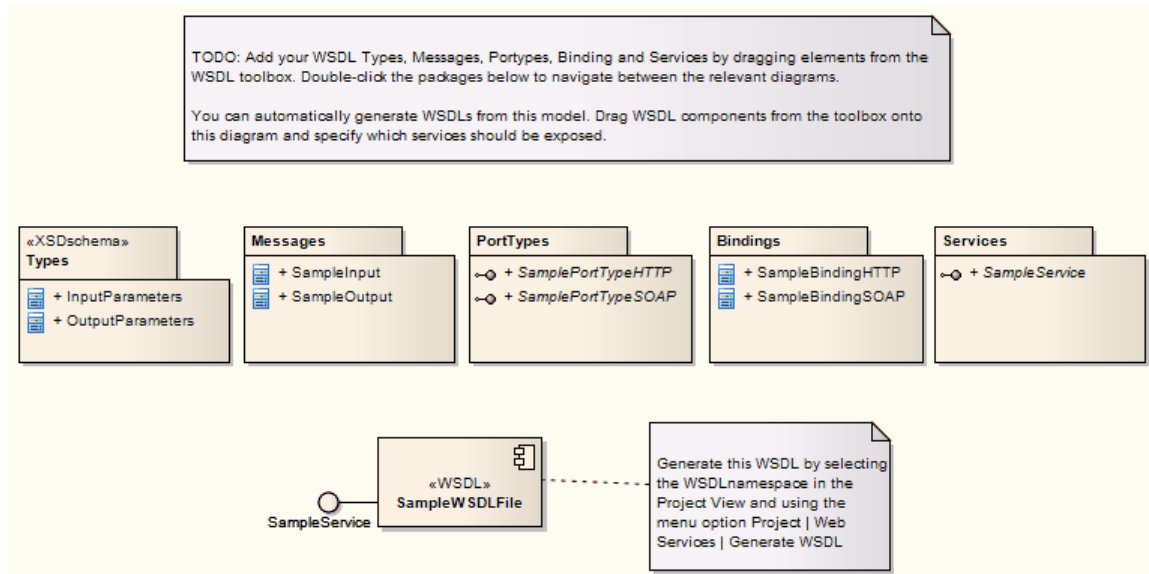 TODO: Add your WSDL Types, Messages, Portypes, Binding and Services by dragging elements from the
WSDL toolbox. Double-click the packages below to navigate between the relevant diagrams.
You can automatically generate WSDLs from this model. Drag WSDL components from the toolbox onto
this diagram and specify which services should be exposed.
«XSDschema»
Types
+ InputParameters
+ OutputParameters
Messages
+ SampleInput
+ SampleOutput
PortTypes
+ SamplePortTypeHTTP
+ SamplePortTypeSOAP
Bindings
+ SampleBindingHTTP
+ SampleBindingSOAP
Services
+ SampleService
«WSDL»
SampleWSDLFile
SampleService
Generate this WSDL by selecting
the WSDLnamespace in the
Project View and using the
menu option Project | Web
Services | Generate WSDL